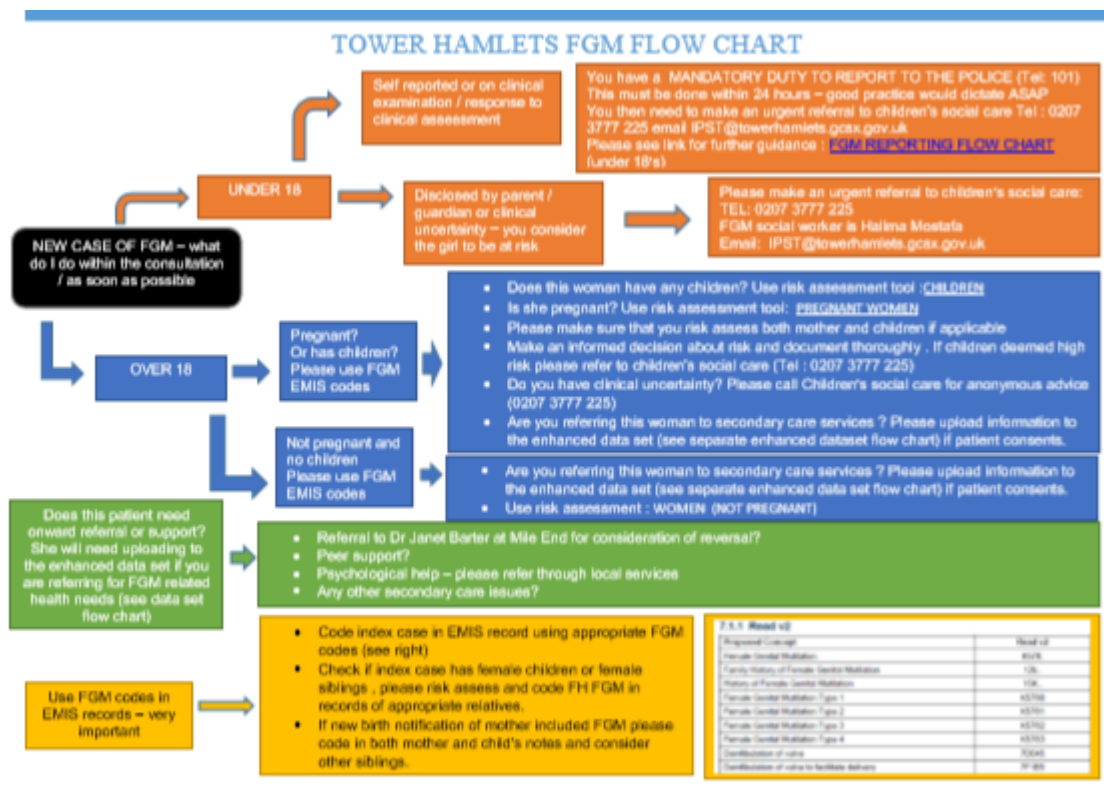 TOWER HAMLETS FGM FLOW CHART
Self reported or on clinical
examination / response to
clinical assessment
You have a MANDATORY DUTY TO REPORT TO THE POLICE (Tel: 101)
This must be done within 24 hours – good practice would dictate ASAP
You then need to make an urgent referral to children's social care Tel : 0207
3777 225 email IPST@towerhamlets.gcsx.gov.uk
Please see link for further guidance : FGM REPORTING FLOW CHART
(under 18's)
UNDER 18
Disclosed by parent /
guardian or clinical
uncertainty – you consider
the girl to be at risk
Please make an urgent referral to children's social care:
TEL: 0207 3777 225
FGM social worker is Halima Mostafa
Email: IPST@towerhamlets.gcsx.gov.uk
NEW CASE OF FGM – what
do I do within the consultation
/ as soon as possible
OVER 18
Pregnant?
Or has children?
Please use FGM
EMIS codes
• Does this woman have any children? Use risk assessment tool :CHILDREN
• Is she pregnant? Use risk assessment tool: PREGNANT WOMEN
• Please make sure that you risk assess both mother and children if applicable
• Make an informed decision about risk and document thoroughly . If children deemed high
risk please refer to children's social care (Tel : 0207 3777 225)
• Do you have clinical uncertainty? Please call Children's social care for anonymous advice
(0207 3777 225)
• Are you referring this woman to secondary care services ? Please upload information to
the enhanced data set (see separate enhanced dataset flow chart) if patient consents.
Not pregnant and
no children
Please use FGM
EMIS codes
• Are you referring this woman to secondary care services ? Please upload information to
the enhanced data set (see separate enhanced data set flow chart) if patient consents.
• Use risk assessment : WOMEN (NOT PREGNANT)
Does this patient need
onward referral or support?
She will need uploading to
the enhanced data set if you
are referring for FGM related
health needs (see data set
flow chart)
• Referral to Dr Janet Barter at Mile End for consideration of reversal?
• Peer support?
• Psychological help – please refer through local services
• Any other secondary care issues?
Use FGM codes in
EMIS records – very
important
• Code index case in EMIS record using appropriate FGM
codes (see right)
• Check if index case has female children or female
siblings , please risk assess and code FH FGM in
records of appropriate relatives.
• If new birth notification of mother included FGM please
code in both mother and child's notes and consider
other siblings.
7.1.1 Read v2
Proposed Concept Read v2
Female Genital Mutilation
Family History of Female Genital Mutilation
History of Female Genital Mutilation
Female Genital Mutilation Type 1
Female Genital Mutilation Type 2
Female Genital Mutilation Type 3
Female Genital Mutilation Type 4
Deinfibulation of vulva
Deinfibulation of vulva to facilitate delivery